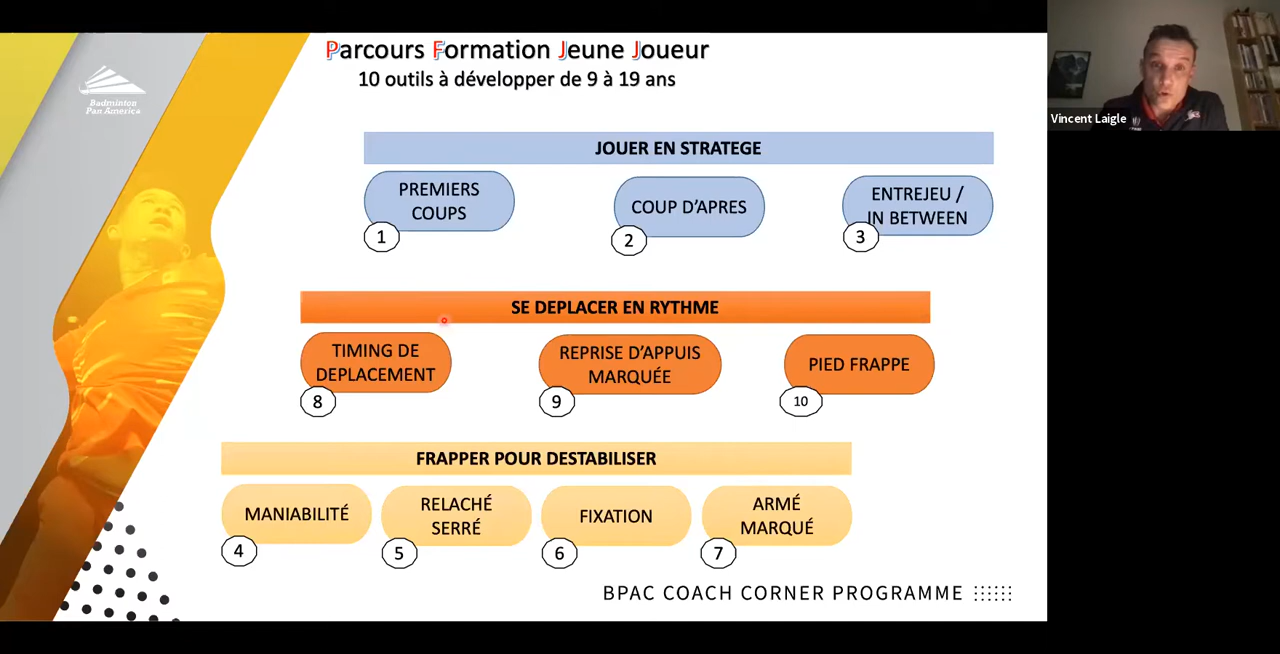 Parcours Formation Jeune Joueur
10 outils à développer de 9 à 19 ans
Badminton
Pan America
Vincent Laigle
JOUER EN STRATEGE
PREMIERS
COUPS
1
COUP D'APRES
2
ENTREJEU /
IN BETWEEN
3
SE DEPLACER EN RYTHME
TIMING DE
DEPLACEMENT
8
REPRISE D'APPUIS
MARQUÉE
9
PIED FRAPPE
10
FRAPPER POUR DESTABILISER
MANIABILITÉ
4
RELACHÉ
SERRÉ
5
FIXATION
6
ARMÉ
MARQUÉ
7
BPAC COACH CORNER PROGRAMME